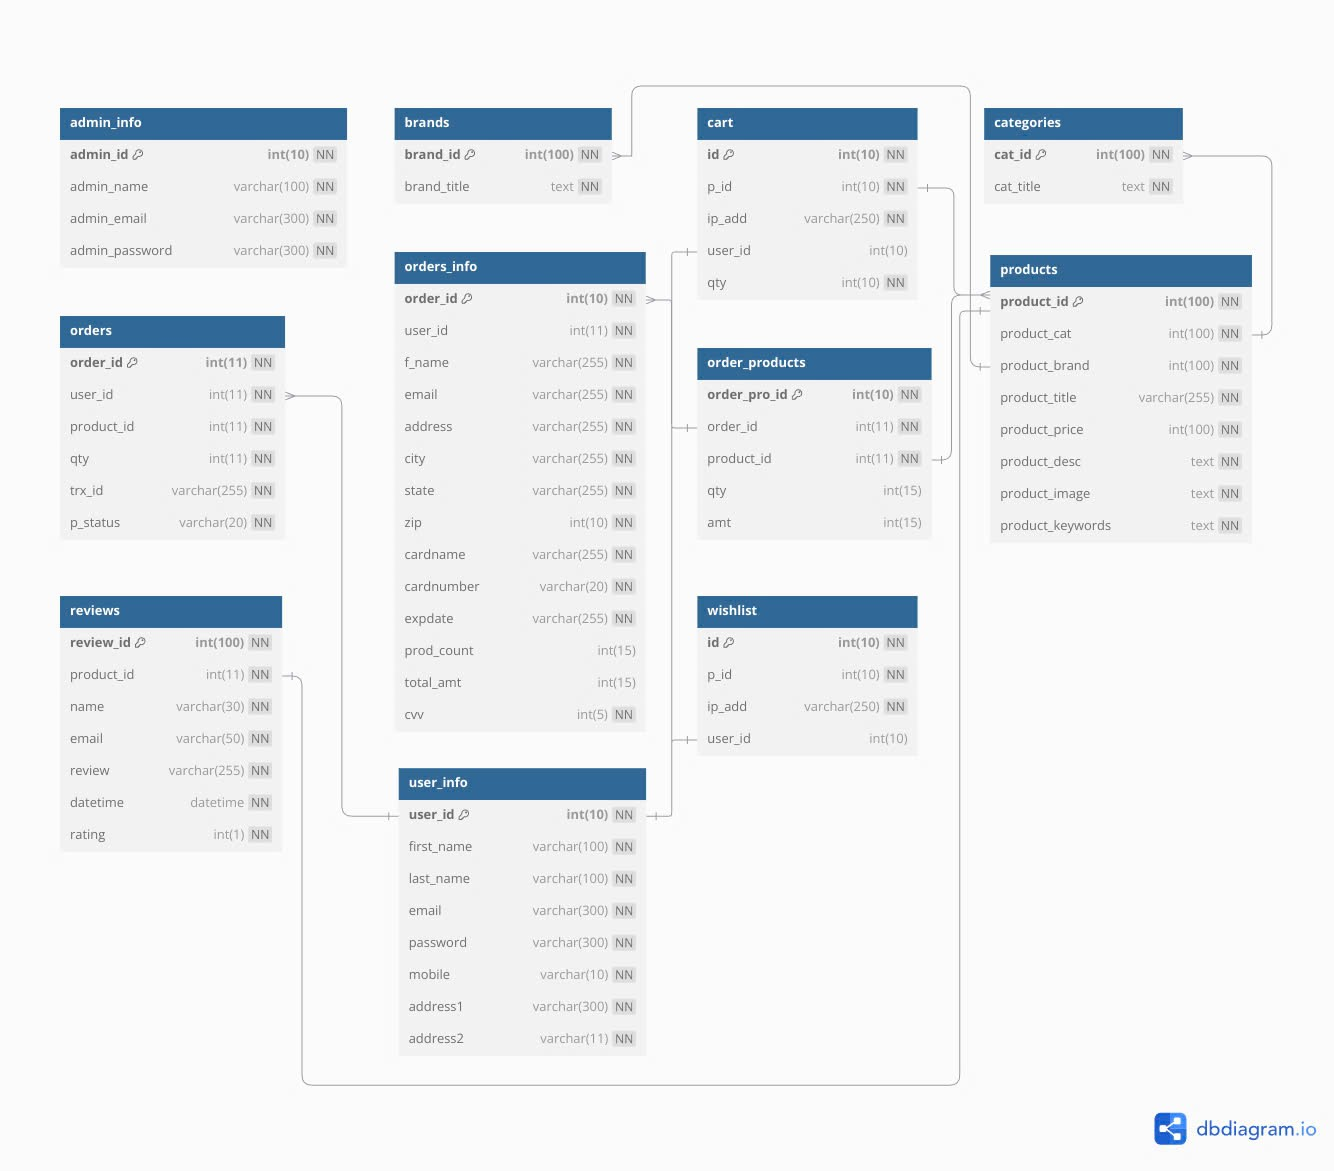 admin_info
admin_id int(10) NN
admin_name varchar(100) NN
admin_email varchar(300) NN
admin_password varchar(300) NN
brands
brand_id int(100) NN
brand_title text NN
cart
id int(10) NN
p_id int(10) NN
ip_add varchar(250) NN
user_id int(10)
qty int(10) NN
categories
cat_id int(100) NN
cat_title text NN
orders_info
order_id int(10) NN
user_id int(11) NN
f_name varchar(255) NN
email varchar(255) NN
address varchar(255) NN
city varchar(255) NN
state varchar(255) NN
zip int(10) NN
cardname varchar(255) NN
cardnumber varchar(20) NN
expdate varchar(255) NN
prod_count int(15)
total_amt int(15)
cvv int(5) NN
products
product_id int(100) NN
product_cat int(100) NN
product_brand int(100) NN
product_title varchar(255) NN
product_price int(100) NN
product_desc text NN
product_image text NN
product_keywords text NN
orders
order_id int(11) NN
user_id int(11) NN
product_id int(11) NN
qty int(11) NN
trx_id varchar(255) NN
p_status varchar(20) NN
order_products
order_pro_id int(10) NN
order_id int(11) NN
product_id int(11) NN
qty int(15)
amt int(15)
reviews
review_id int(100) NN
product_id int(11) NN
name varchar(30) NN
email varchar(50) NN
review varchar(255) NN
datetime datetime NN
rating int(1) NN
wishlist
id int(10) NN
p_id int(10) NN
ip_add varchar(250) NN
user_id int(10)
user_info
user_id int(10) NN
first_name varchar(100) NN
last_name varchar(100) NN
email varchar(300) NN
password varchar(300) NN
mobile varchar(10) NN
address1 varchar(300) NN
address2 varchar(11) NN
dbdiagram.io